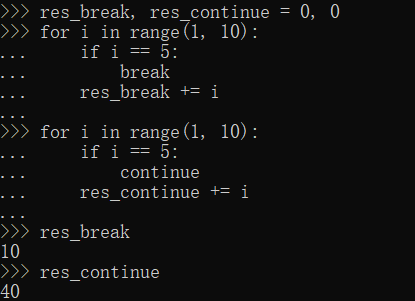 >>> res_break, res_continue = 0, 0
>>> for i in range(1, 10):
...     if i == 5:
...         break
...     res_break += i
...
>>> for i in range(1, 10):
...     if i == 5:
...         continue
...     res_continue += i
...
>>> res_break
10
>>> res_continue
40